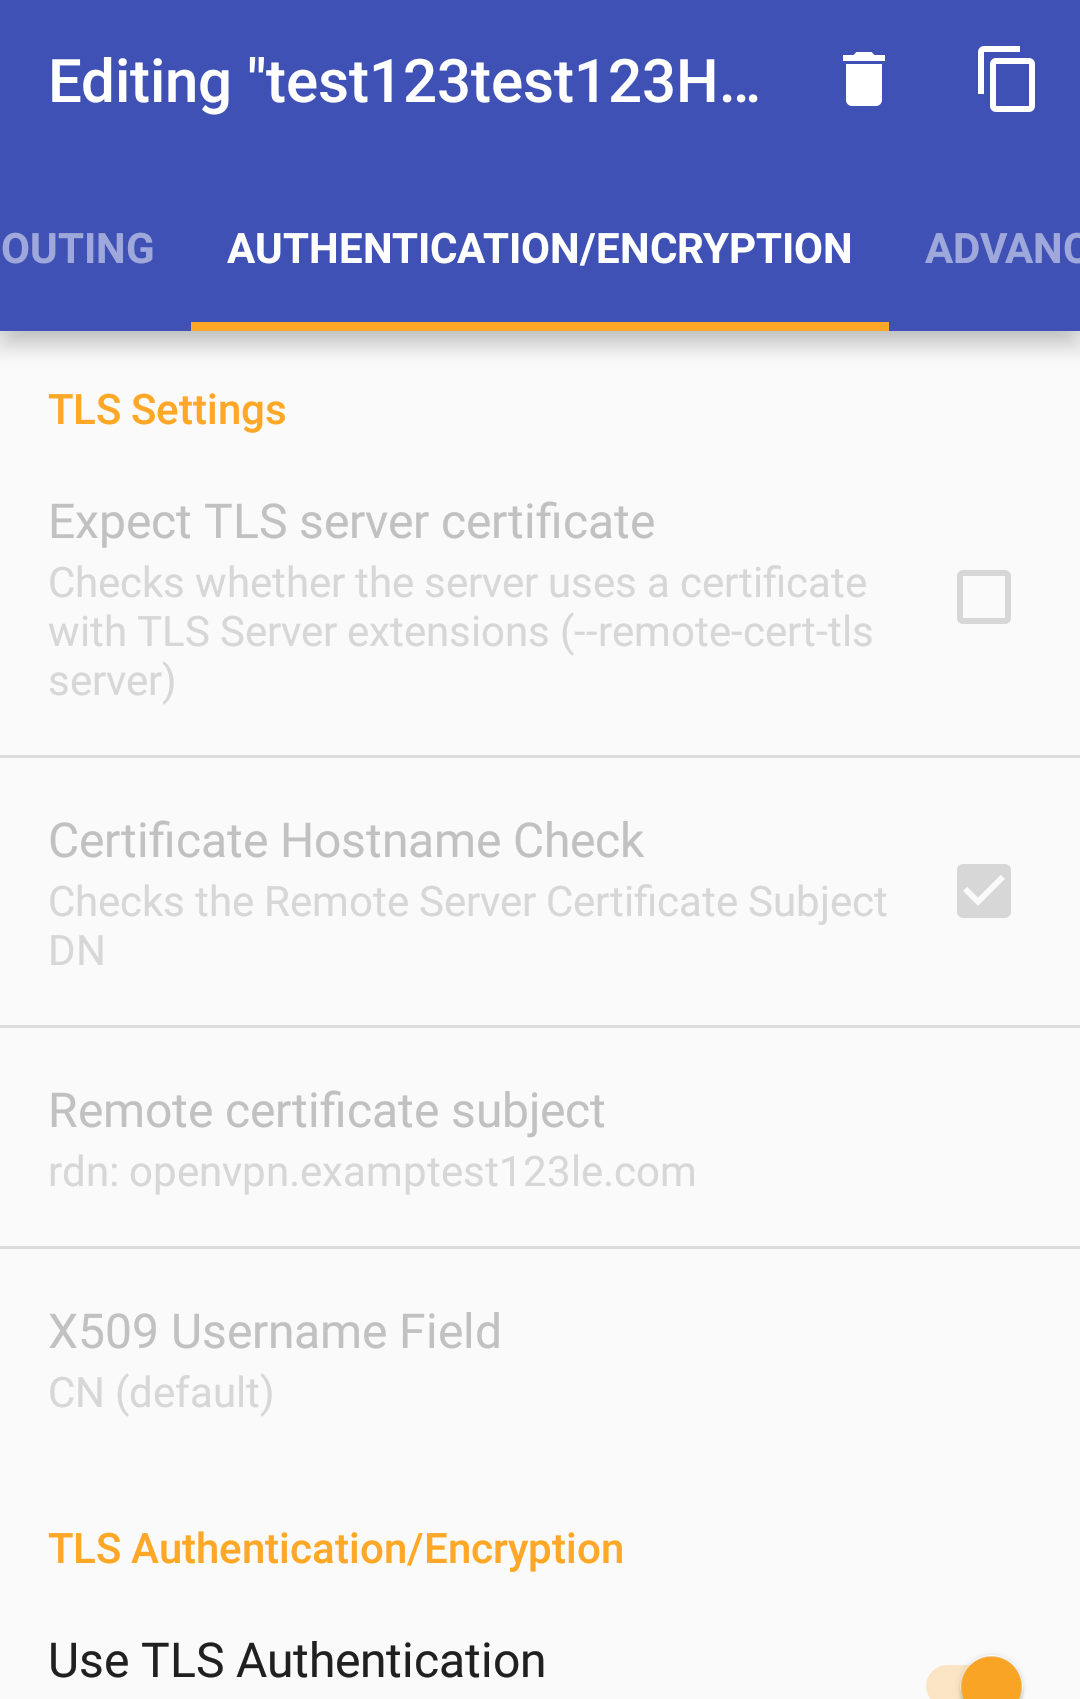 Editing "test123test123H...
OUTING
AUTHENTICATION/ENCRYPTION
ADVANC
TLS Settings
Expect TLS server certificate
Checks whether the server uses a certificate
with TLS Server extensions (--remote-cert-tls
server)
Certificate Hostname Check
Checks the Remote Server Certificate Subject
DN
Remote certificate subject
rdn: openvpn.examptest123le.com
X509 Username Field
CN (default)
TLS Authentication/Encryption
Use TLS Authentication